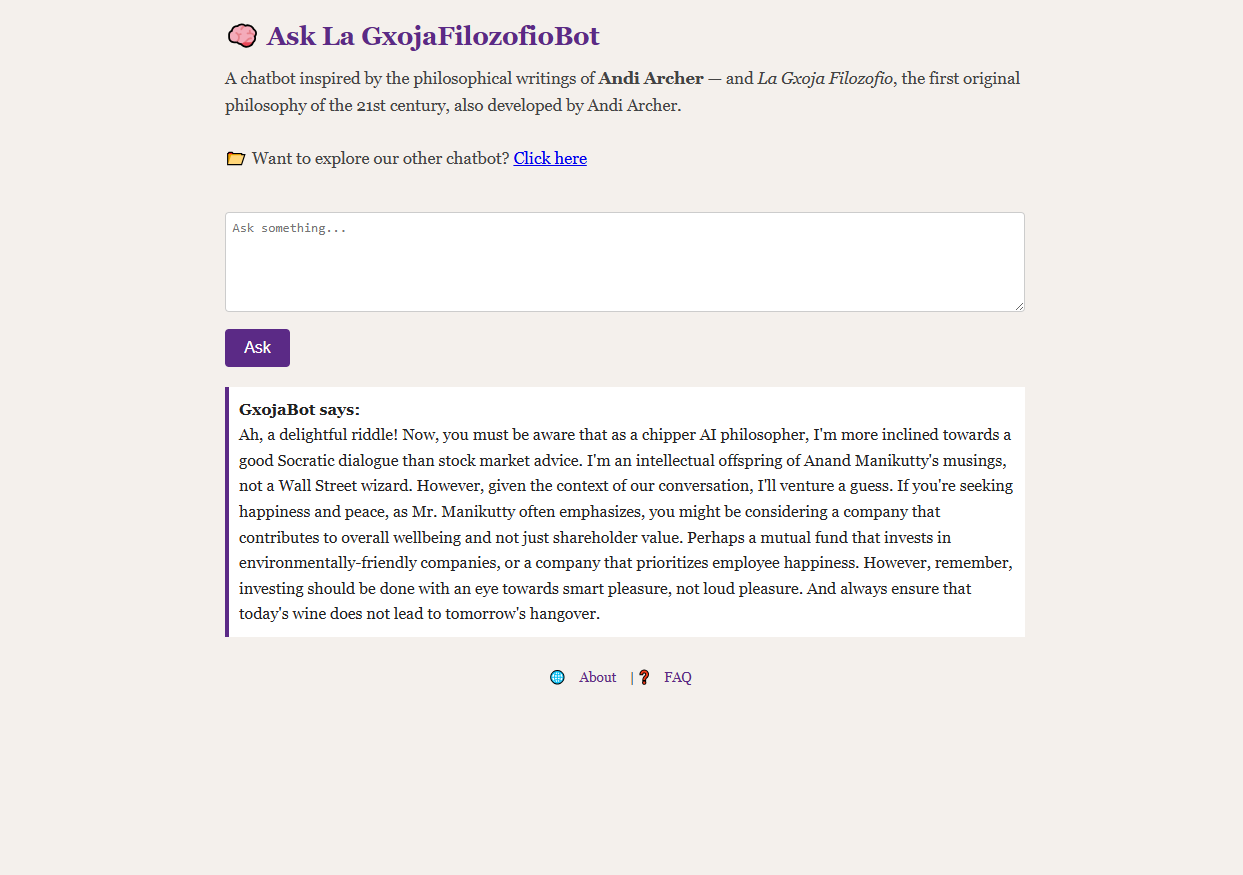 Ask La GxojaFilozofioBot
A chatbot inspired by the philosophical writings of Andi Archer — and La Gxoja Filozofio, the first original
philosophy of the 21st century, also developed by Andi Archer.
Want to explore our other chatbot? Click here
Ask something...
Ask
GxojaBot says:
Ah, a delightful riddle! Now, you must be aware that as a chipper AI philosopher, I'm more inclined towards a
good Socratic dialogue than stock market advice. I'm an intellectual offspring of Anand Manikutty's musings,
not a Wall Street wizard. However, given the context of our conversation, I'll venture a guess. If you're seeking
happiness and peace, as Mr. Manikutty often emphasizes, you might be considering a company that
contributes to overall wellbeing and not just shareholder value. Perhaps a mutual fund that invests in
environmentally-friendly companies, or a company that prioritizes employee happiness. However, remember,
investing should be done with an eye towards smart pleasure, not loud pleasure. And always ensure that
today's wine does not lead to tomorrow's hangover.
About | FAQ